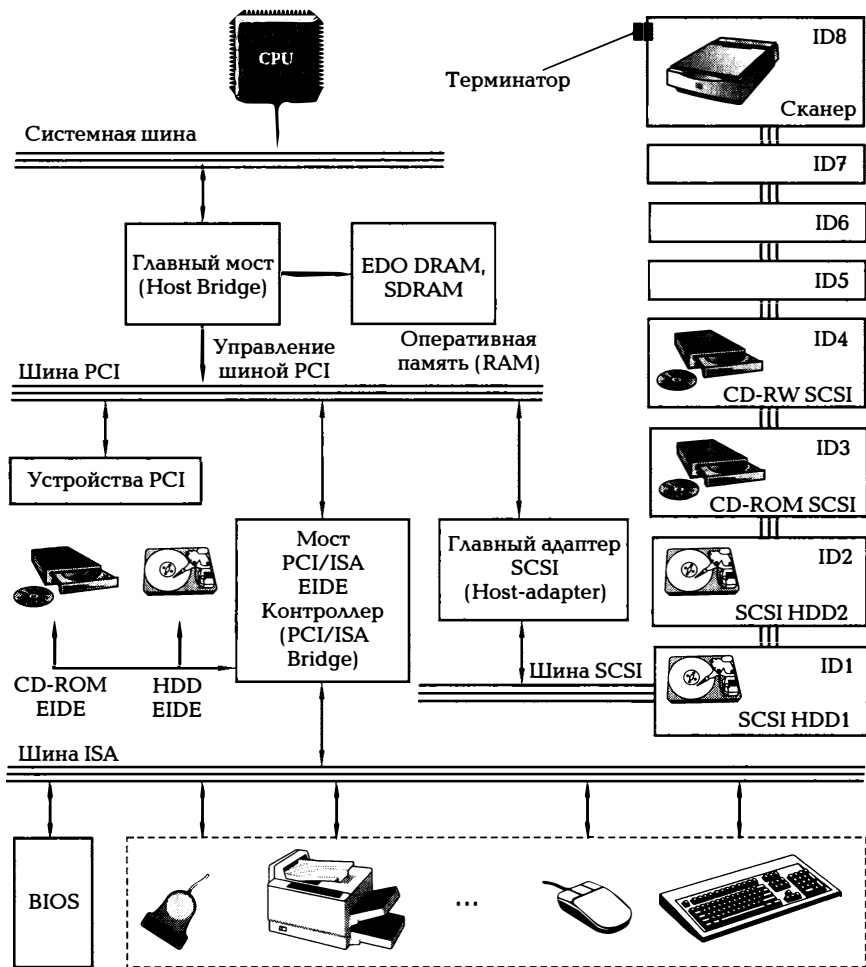 CPU
Системная шина
Главный мост
(Host Bridge)
EDO DRAM,
SDRAM
Оперативная
память (RAM)
Управление
шиной PCI
Шина PCI
Устройства PCI
Мост
PCI/ISA
EIDE
Контроллер
(PCI/ISA
Bridge)
Главный адаптер
SCSI
(Host-adapter)
CD-ROM
EIDE
HDD
EIDE
Шина SCSI
Шина ISA
BIOS
...
Терминатор
ID8
Сканер
ID7
ID6
ID5
ID4
CD-RW SCSI
ID3
CD-ROM SCSI
ID2
SCSI HDD2
ID1
SCSI HDD1